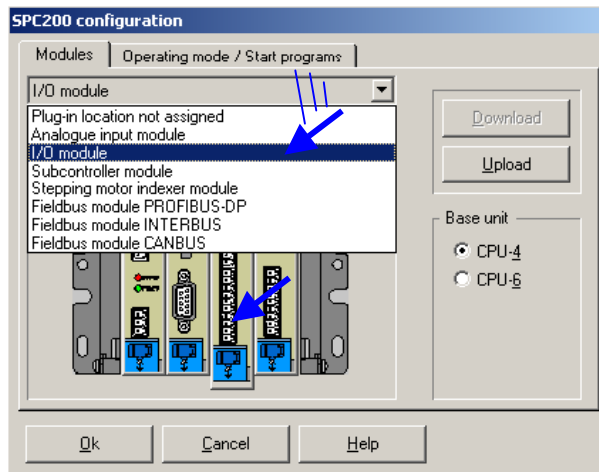 SPC200 configuration
Modules
Operating mode / Start programs
I/O module
Plug-in location not assigned
Analogue input module
I/O module
Subcontroller module
Stepping motor indexer module
Fieldbus module PROFIBUS-DP
Fieldbus module INTERBUS
Fieldbus module CANBUS
Download
Upload
Base unit
CPU-4
CPU-6
Ok
Cancel
Help